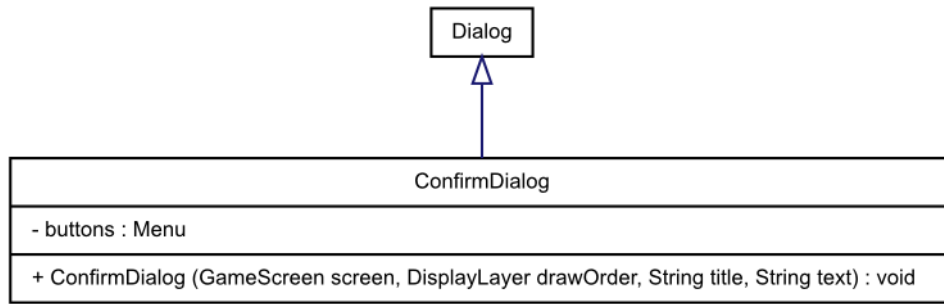 Dialog
ConfirmDialog
- buttons : Menu
+ ConfirmDialog (GameScreen screen, DisplayLayer drawOrder, String title, String text) : void